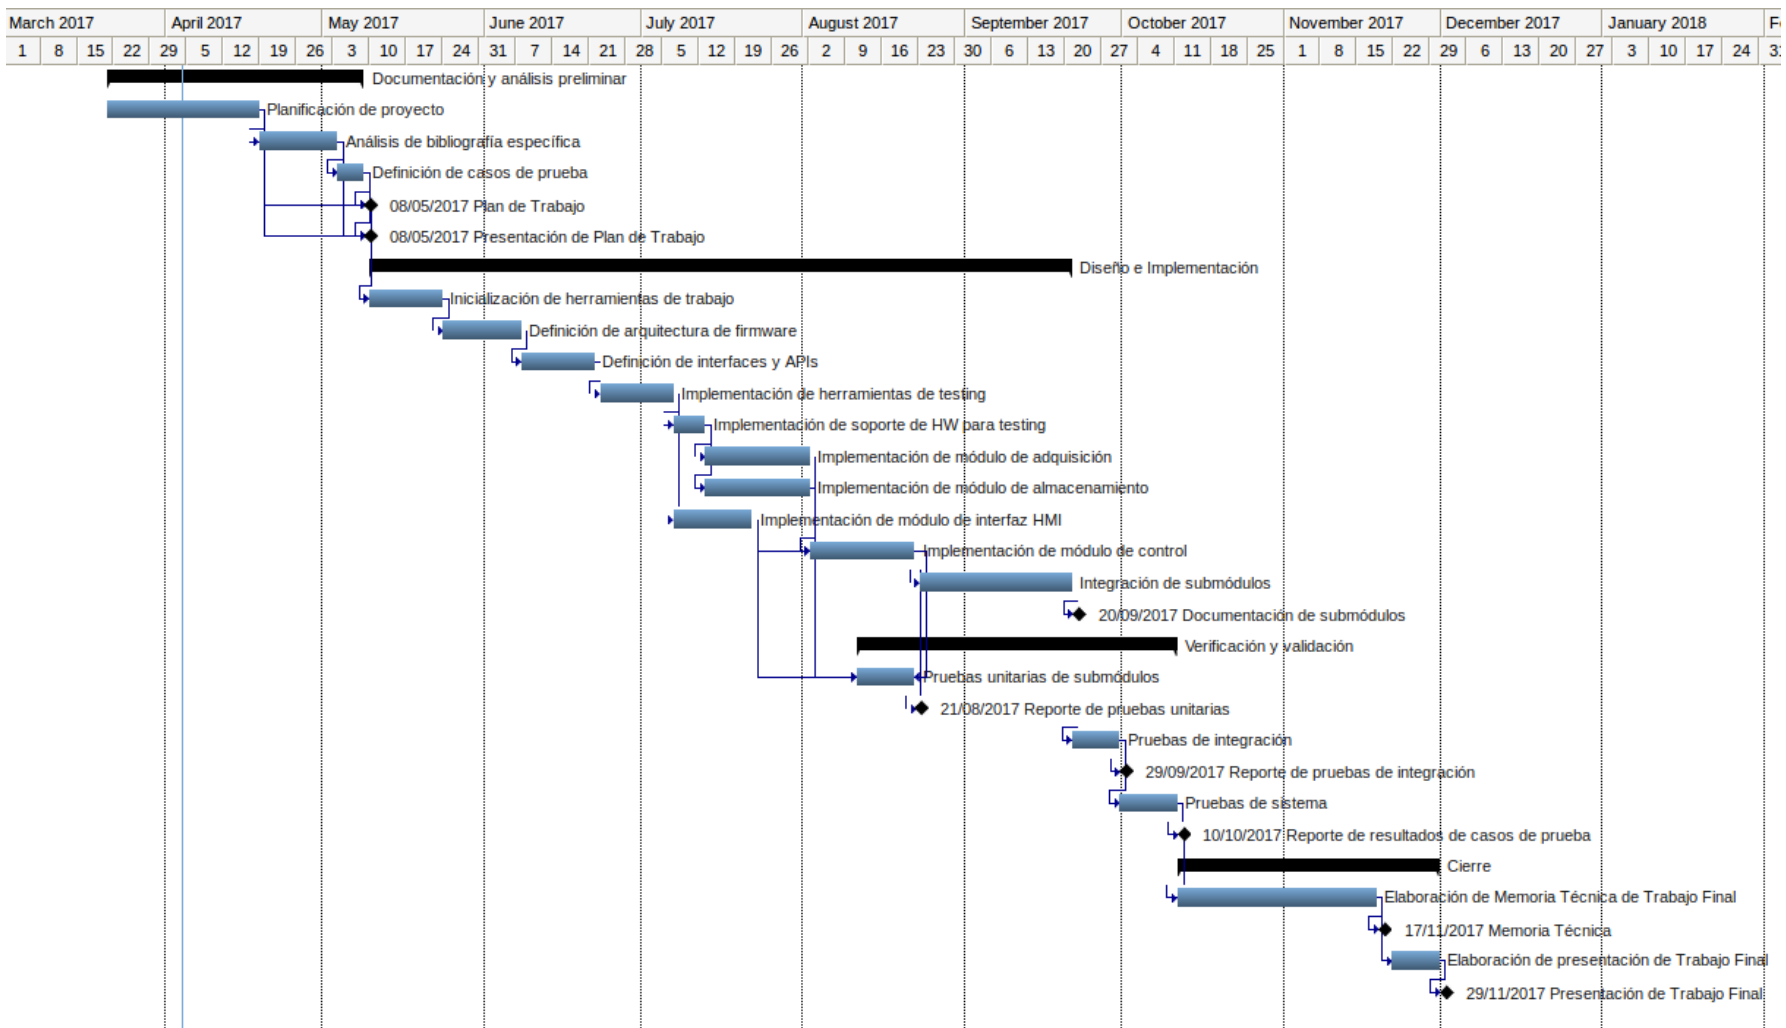 March 2017 April 2017 May 2017 June 2017 July 2017 August 2017 September 2017 October 2017 November 2017 December 2017 January 2018
1 8 15 22 29 5 12 19 26 3 10 17 24 31 7 14 21 28 5 12 19 26 2 9 16 23 30 6 13 20 27 4 11 18 25 1 8 15 22 29 6 13 20 27 3 10 17 24 31
Documentación y análisis preliminar
Planificación de proyecto
Análisis de bibliografía específica
Definición de casos de prueba
08/05/2017 Plan de Trabajo
08/05/2017 Presentación de Plan de Trabajo
Diseño e Implementación
Inicialización de herramientas de trabajo
Definición de arquitectura de firmware
Definición de interfaces y APIs
Implementación de herramientas de testing
Implementación de soporte de HW para testing
Implementación de módulo de adquisición
Implementación de módulo de almacenamiento
Implementación de módulo de interfaz HMI
Implementación de módulo de control
Integración de submódulos
20/09/2017 Documentación de submódulos
Verificación y validación
Pruebas unitarias de submódulos
21/08/2017 Reporte de pruebas unitarias
Pruebas de integración
29/09/2017 Reporte de pruebas de integración
Pruebas de sistema
10/10/2017 Reporte de resultados de casos de prueba
Cierre
Elaboración de Memoria Técnica de Trabajo Final
17/11/2017 Memoria Técnica
Elaboración de presentación de Trabajo Final
29/11/2017 Presentación de Trabajo Final